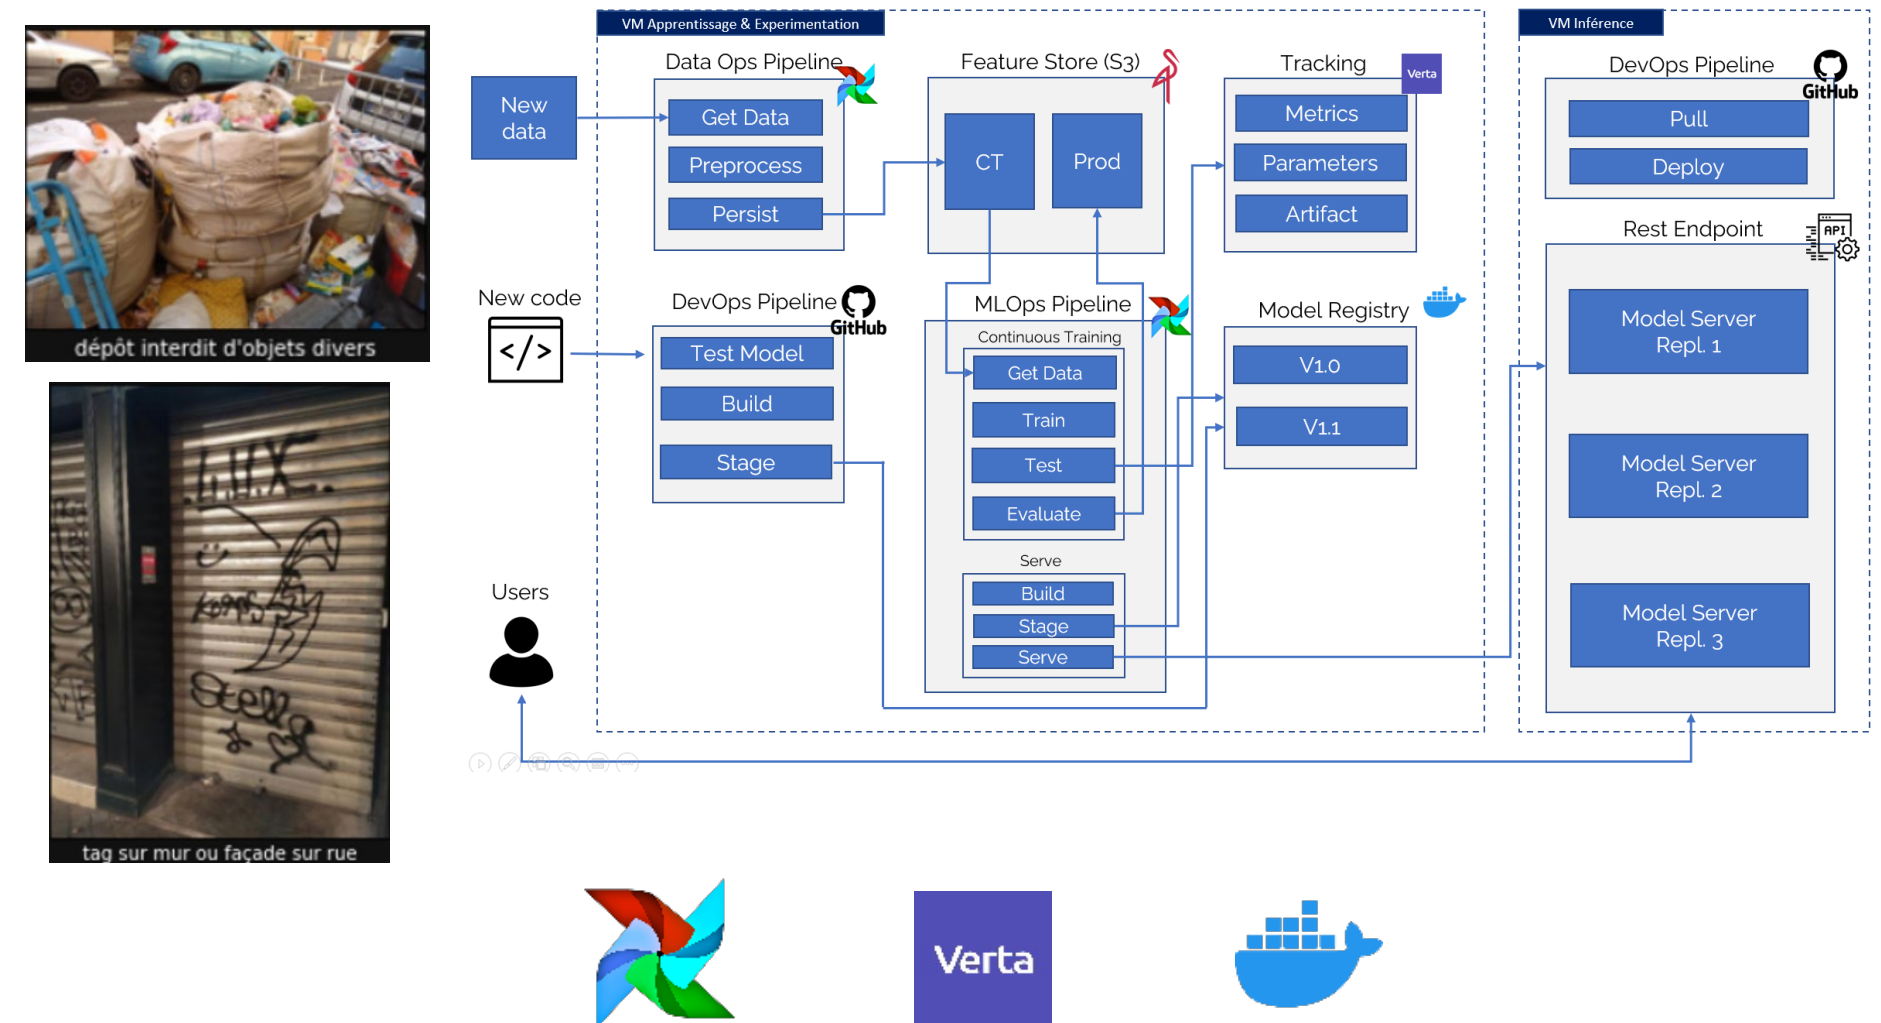 dépôt interdit d'objets divers
.LUX.
Korps
Stells
tag sur mur ou façade sur rue
VM Apprentissage & Experimentation
Data Ops Pipeline
New
data
Get Data
Preprocess
Persist
Feature Store (S3)
CT
Prod
Tracking
Verta
Metrics
Parameters
Artifact
New code
</>
DevOps Pipeline
GitHub
Test Model
Build
Stage
MLOps Pipeline
Continuous Training
Get Data
Train
Test
Evaluate
Serve
Build
Stage
Serve
Model Registry
V1.0
V1.1
Users
VM Inférence
DevOps Pipeline
GitHub
Pull
Deploy
Rest Endpoint
API
Model Server
Repl. 1
Model Server
Repl. 2
Model Server
Repl. 3
Verta